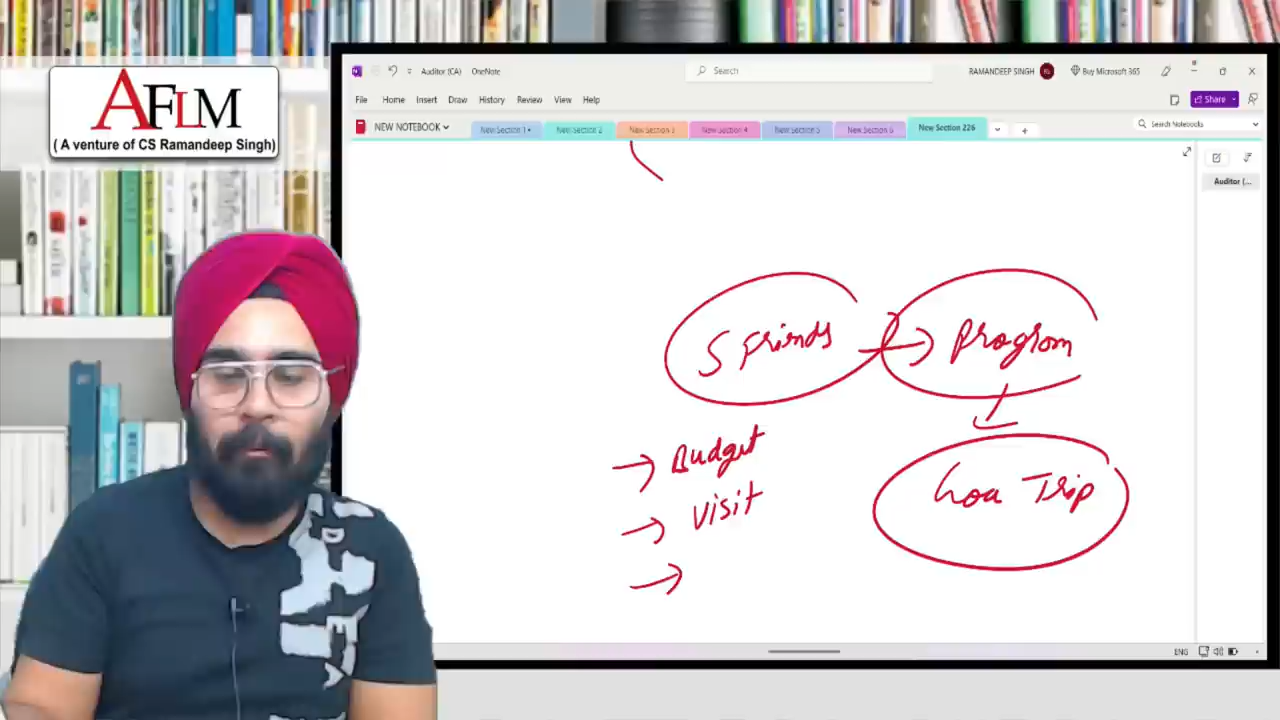 AFLM
( A venture of CS Ramandeep Singh)
Auditor (CA)   OneNote
Search
RAMANDEEP SINGH
Buy Microsoft 365
File Home Insert Draw History Review View Help
Share
NEW NOTEBOOK
New Section 1
New Section 2
New Section 3
New Section 4
New Section 5
New Section 6
New Section 226
Search Notebooks
Auditor (...
5 Friends → Program
→ Budget
→ Visit
Goa Trip
ENG